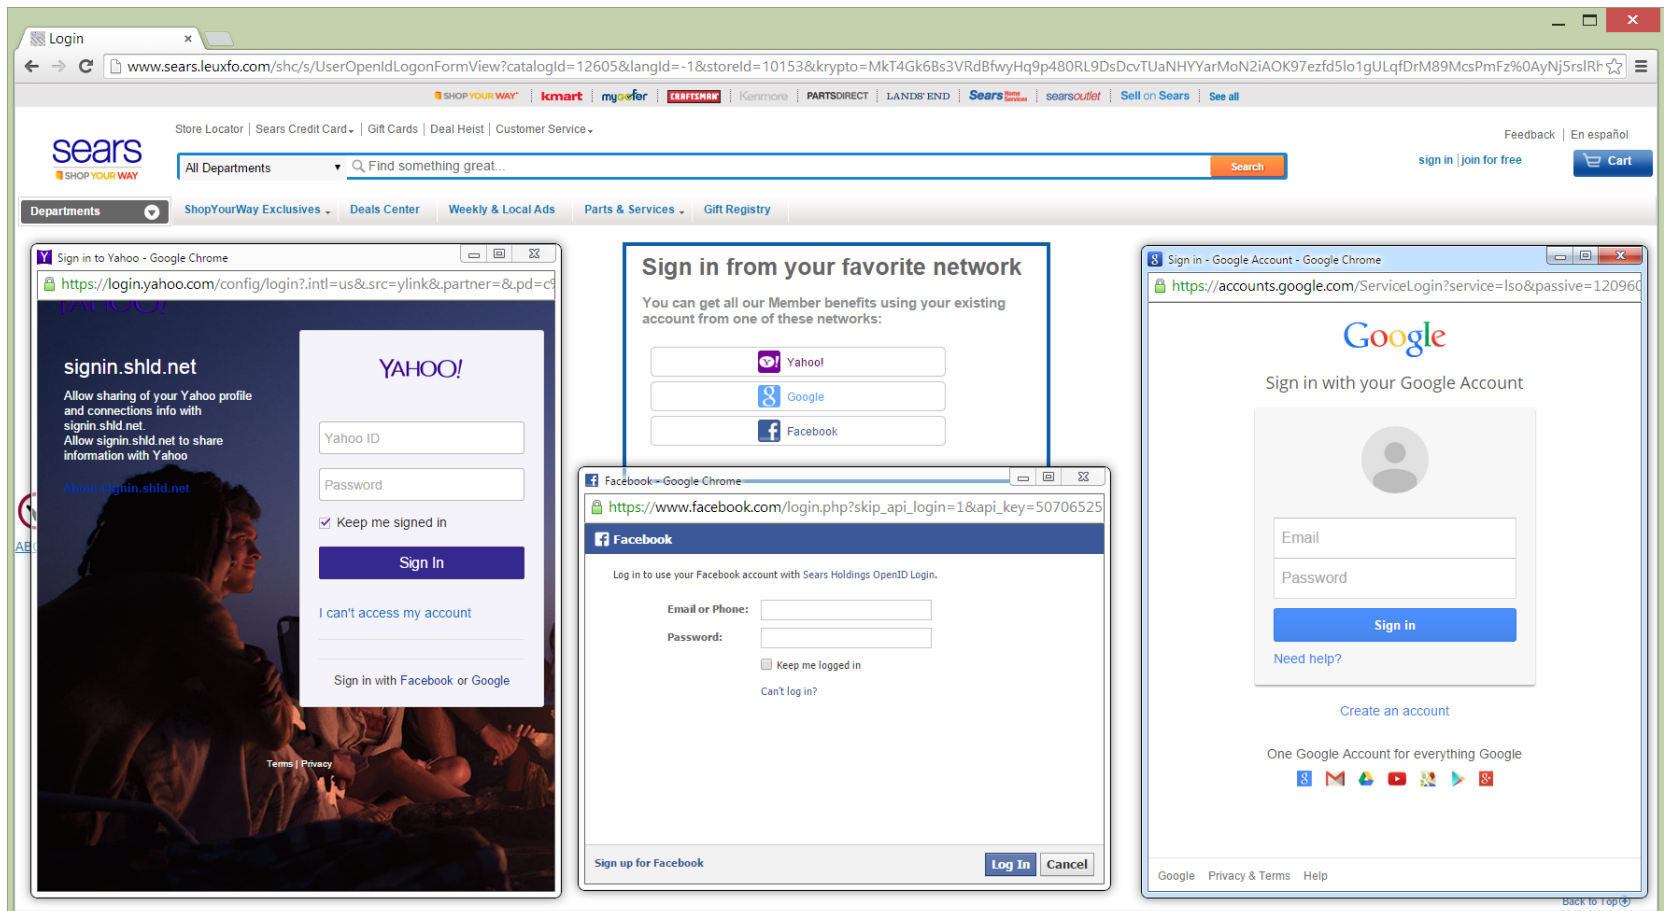 Login
www.sears.leuxfo.com/shc/s/UserOpenIdLogonFormView?catalogId=12605&langId=-1&storeId=10153&krypto=MkT4Gk6Bs3VRdBfwyHq9p480RL9DsDcvTUaNHYYarMoN2iAOK97ezfd5lo1gULqfDrM89McsPmFz%0AyNj5rslRh
SHOP YOUR WAY kmart mygofer CRAFTSMAN Kenmore PARTSDIRECT LANDS' END Sears Home Services searsoutlet Sell on Sears See all
Store Locator | Sears Credit Card | Gift Cards | Deal Heist | Customer Service
Feedback | En español
sears
SHOP YOUR WAY
All Departments Find something great... Search
sign in | join for free Cart
Departments ShopYourWay Exclusives Deals Center Weekly & Local Ads Parts & Services Gift Registry
Sign in to Yahoo - Google Chrome
https://login.yahoo.com/config/login?.intl=us&.src=ylink&.partner=&.pd=c%
YAHOO!
signin.shld.net
Allow sharing of your Yahoo profile
and connections info with
signin.shld.net.
Allow signin.shld.net to share
information with Yahoo
About signin.shld.net
YAHOO!
Yahoo ID
Password
Keep me signed in
Sign In
I can't access my account
Sign in with Facebook or Google
Terms | Privacy
Sign in from your favorite network
You can get all our Member benefits using your existing
account from one of these networks:
Yahoo!
Google
Facebook
Facebook - Google Chrome
https://www.facebook.com/login.php?skip_api_login=1&api_key=50706525
Facebook
Log in to use your Facebook account with Sears Holdings OpenID Login.
Email or Phone:
Password:
Keep me logged in
Can't log in?
Sign up for Facebook Log In Cancel
Sign in - Google Account - Google Chrome
https://accounts.google.com/ServiceLogin?service=lso&passive=120960
Google
Sign in with your Google Account
Email
Password
Sign in
Need help?
Create an account
One Google Account for everything Google
Google Privacy & Terms Help
Back to Top